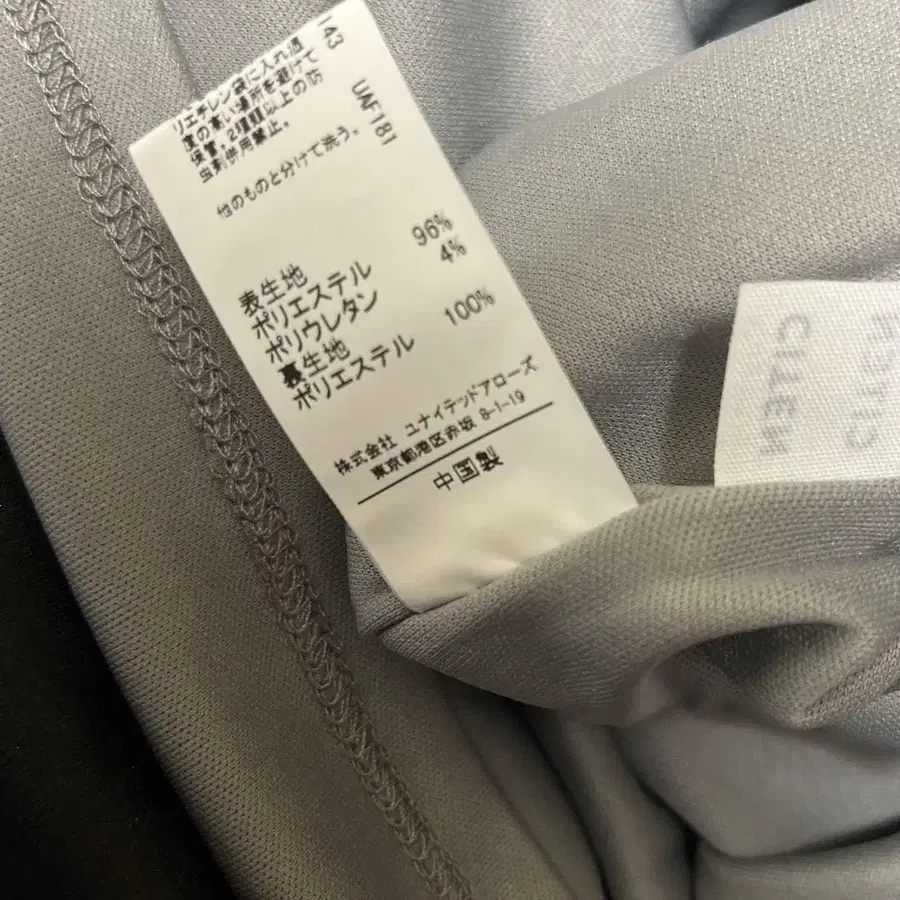 143 UAF181
リエチレン袋に入れ温
度の高い場所を避けて
保管。2種類以上の防
虫剤併用禁止。
他のものと分けて洗う。
表生地
ポリエステル 96%
ポリウレタン 4%
裏生地
ポリエステル 100%
株式会社 ユナイテッドアローズ
東京都港区赤坂 8-1-19
中国製
CITEN